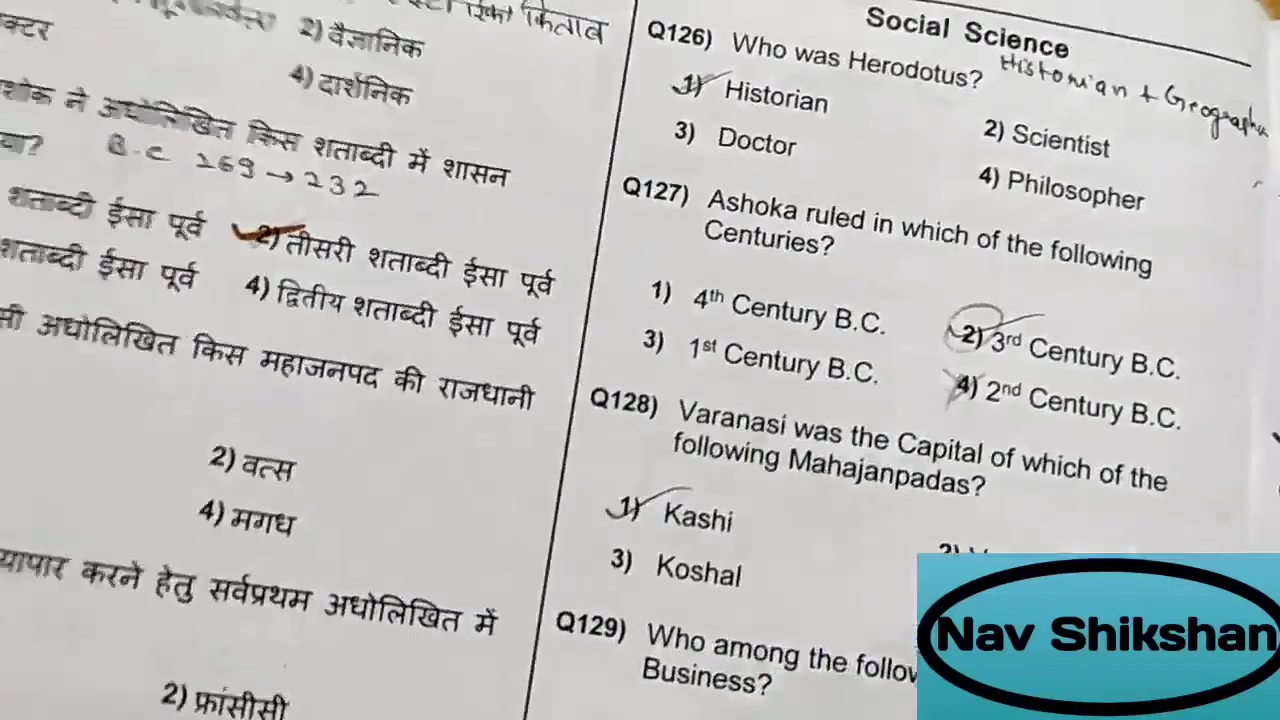 किताब
क्टर
2) वैज्ञानिक
4) दार्शनिक
शोक ने अधोलिखित किस शताब्दी में शासन
या?
B.C 269 → 232
शताब्दी ईसा पूर्व
2) तीसरी शताब्दी ईसा पूर्व
शताब्दी ईसा पूर्व
4) द्वितीय शताब्दी ईसा पूर्व
सी अधोलिखित किस महाजनपद की राजधानी
2) वत्स
4) मगध
यापार करने हेतु सर्वप्रथम अधोलिखित में
2) फ्रांसीसी
Social Science
Q126) Who was Herodotus?
Historian + Geographer
1) Historian
2) Scientist
3) Doctor
4) Philosopher
Q127) Ashoka ruled in which of the following
Centuries?
1) 4th Century B.C.
2) 3rd Century B.C.
3) 1st Century B.C.
4) 2nd Century B.C.
Q128) Varanasi was the Capital of which of the
following Mahajanpadas?
1) Kashi
3) Koshal
Q129) Who among the follow
Business?
Nav Shikshan